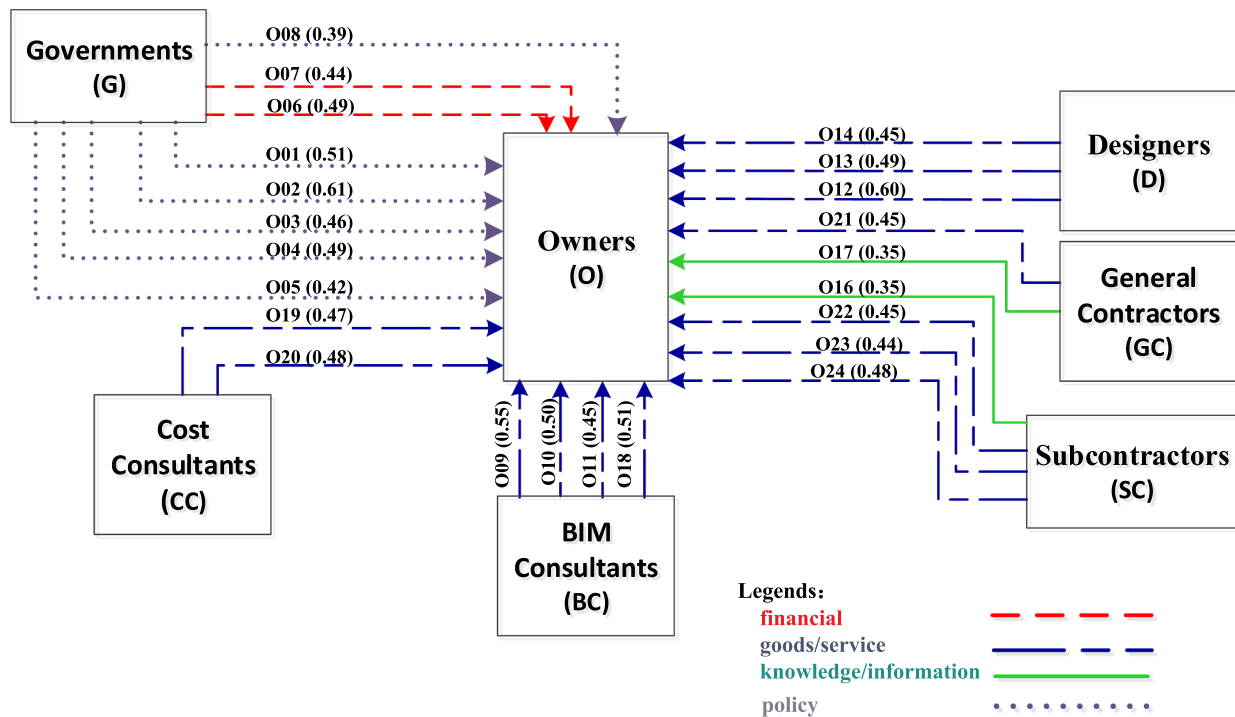 Governments
(G)
O08 (0.39)
O07 (0.44)
O06 (0.49)
O01 (0.51)
O02 (0.61)
O03 (0.46)
O04 (0.49)
O05 (0.42)
O19 (0.47)
O20 (0.48)
Cost
Consultants
(CC)
Owners
(O)
O09 (0.55)
O10 (0.50)
O11 (0.45)
O18 (0.51)
BIM
Consultants
(BC)
O14 (0.45)
O13 (0.49)
O12 (0.60)
O21 (0.45)
O17 (0.35)
O16 (0.35)
O22 (0.45)
O23 (0.44)
O24 (0.48)
Designers
(D)
General
Contractors
(GC)
Subcontractors
(SC)
Legends：
financial
goods/service
knowledge/information
policy